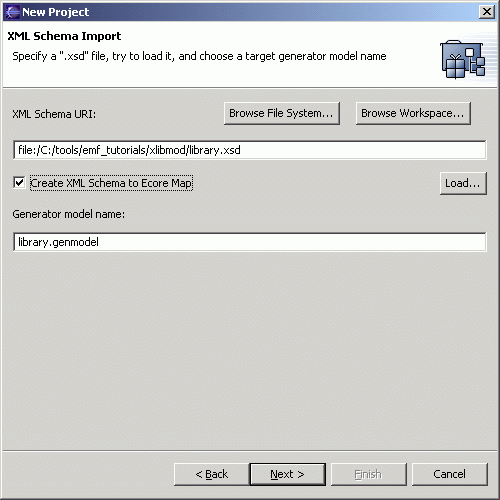 New Project
XML Schema Import
Specify a ".xsd" file, try to load it, and choose a target generator model name
XML Schema URI: Browse File System... Browse Workspace...
file:/C:/tools/emf_tutorials/xlibmod/library.xsd
Create XML Schema to Ecore Map Load...
Generator model name:
library.genmodel
< Back Next > Finish Cancel